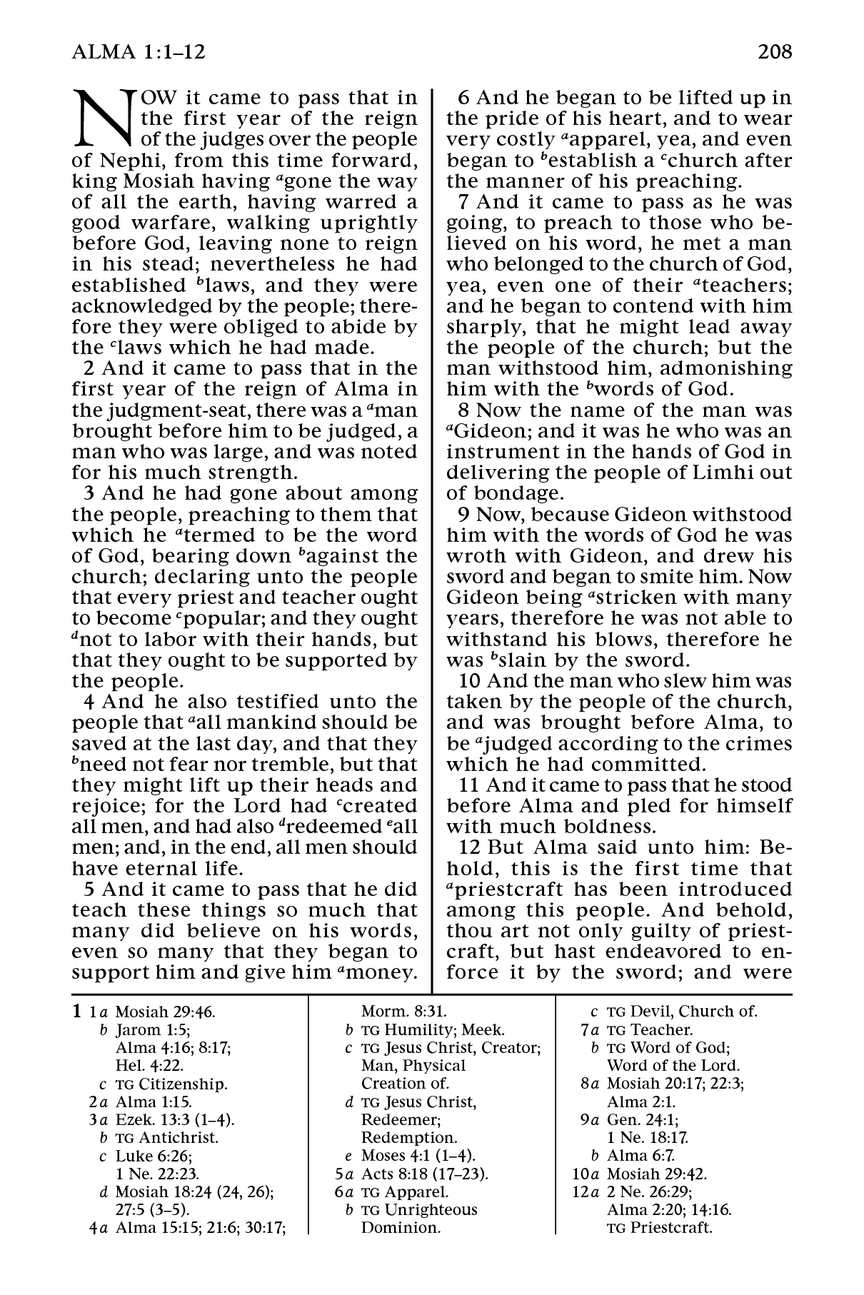 ALMA 1:1–12
208
NOW it came to pass that in
the first year of the reign
of the judges over the people
of Nephi, from this time forward,
king Mosiah having agone the way
of all the earth, having warred a
good warfare, walking uprightly
before God, leaving none to reign
in his stead; nevertheless he had
established blaws, and they were
acknowledged by the people; there-
fore they were obliged to abide by
the claws which he had made.
2 And it came to pass that in the
first year of the reign of Alma in
the judgment-seat, there was a aman
brought before him to be judged, a
man who was large, and was noted
for his much strength.
3 And he had gone about among
the people, preaching to them that
which he atermed to be the word
of God, bearing down bagainst the
church; declaring unto the people
that every priest and teacher ought
to become cpopular; and they ought
dnot to labor with their hands, but
that they ought to be supported by
the people.
4 And he also testified unto the
people that aall mankind should be
saved at the last day, and that they
bneed not fear nor tremble, but that
they might lift up their heads and
rejoice; for the Lord had ccreated
all men, and had also dredeemed eall
men; and, in the end, all men should
have eternal life.
5 And it came to pass that he did
teach these things so much that
many did believe on his words,
even so many that they began to
support him and give him amoney.
6 And he began to be lifted up in
the pride of his heart, and to wear
very costly aapparel, yea, and even
began to bestablish a cchurch after
the manner of his preaching.
7 And it came to pass as he was
going, to preach to those who be-
lieved on his word, he met a man
who belonged to the church of God,
yea, even one of their ateachers;
and he began to contend with him
sharply, that he might lead away
the people of the church; but the
man withstood him, admonishing
him with the bwords of God.
8 Now the name of the man was
aGideon; and it was he who was an
instrument in the hands of God in
delivering the people of Limhi out
of bondage.
9 Now, because Gideon withstood
him with the words of God he was
wroth with Gideon, and drew his
sword and began to smite him. Now
Gideon being astricken with many
years, therefore he was not able to
withstand his blows, therefore he
was bslain by the sword.
10 And the man who slew him was
taken by the people of the church,
and was brought before Alma, to
be ajudged according to the crimes
which he had committed.
11 And it came to pass that he stood
before Alma and pled for himself
with much boldness.
12 But Alma said unto him: Be-
hold, this is the first time that
apriestcraft has been introduced
among this people. And behold,
thou art not only guilty of priest-
craft, but hast endeavored to en-
force it by the sword; and were
1 1a Mosiah 29:46.
b Jarom 1:5;
Alma 4:16; 8:17;
Hel. 4:22.
c TG Citizenship.
2a Alma 1:15.
3a Ezek. 13:3 (1–4).
b TG Antichrist.
c Luke 6:26;
1 Ne. 22:23.
d Mosiah 18:24 (24, 26);
27:5 (3–5).
4a Alma 15:15; 21:6; 30:17;
Morm. 8:31.
b TG Humility; Meek.
c TG Jesus Christ, Creator;
Man, Physical
Creation of.
d TG Jesus Christ,
Redeemer;
Redemption.
e Moses 4:1 (1–4).
5a Acts 8:18 (17–23).
6a TG Apparel.
b TG Unrighteous
Dominion.
c TG Devil, Church of.
7a TG Teacher.
b TG Word of God;
Word of the Lord.
8a Mosiah 20:17; 22:3;
Alma 2:1.
9a Gen. 24:1;
1 Ne. 18:17.
b Alma 6:7.
10a Mosiah 29:42.
12a 2 Ne. 26:29;
Alma 2:20; 14:16.
TG Priestcraft.